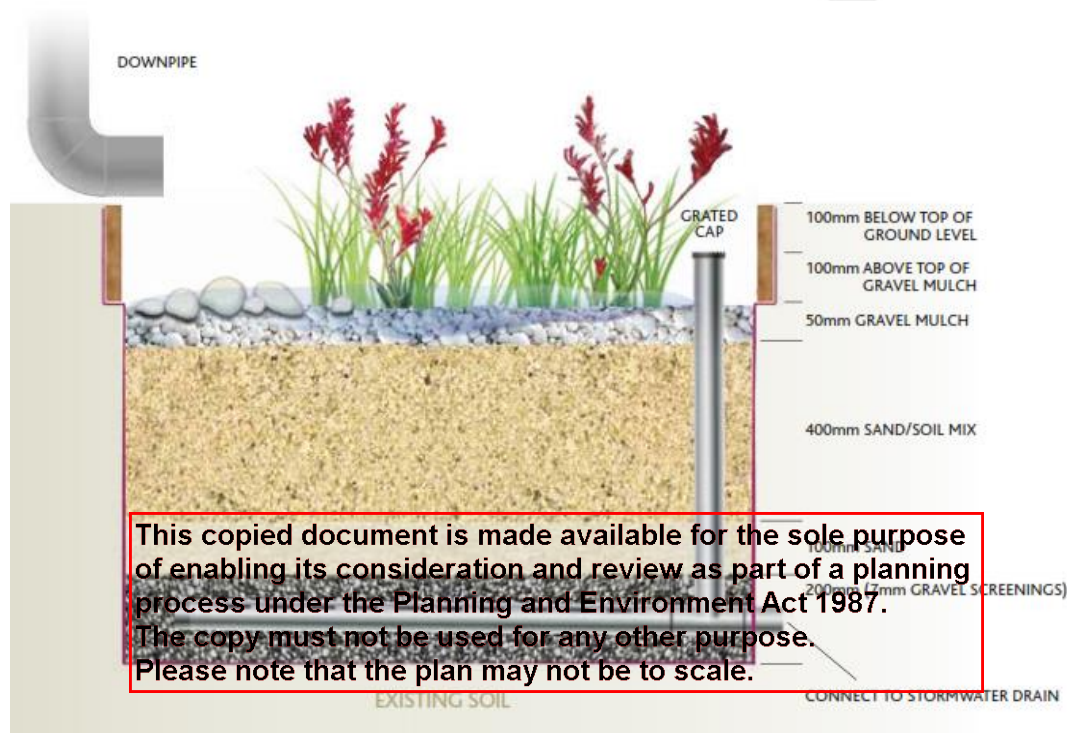 DOWNPIPE
GRATED
CAP
100mm BELOW TOP OF
GROUND LEVEL
100mm ABOVE TOP OF
GRAVEL MULCH
50mm GRAVEL MULCH
400mm SAND/SOIL MIX
100mm SAND
200mm (7mm GRAVEL SCREENINGS)
This copied document is made available for the sole purpose
of enabling its consideration and review as part of a planning
process under the Planning and Environment Act 1987.
The copy must not be used for any other purpose.
Please note that the plan may not be to scale.
CONNECT TO STORMWATER DRAIN
EXISTING SOIL